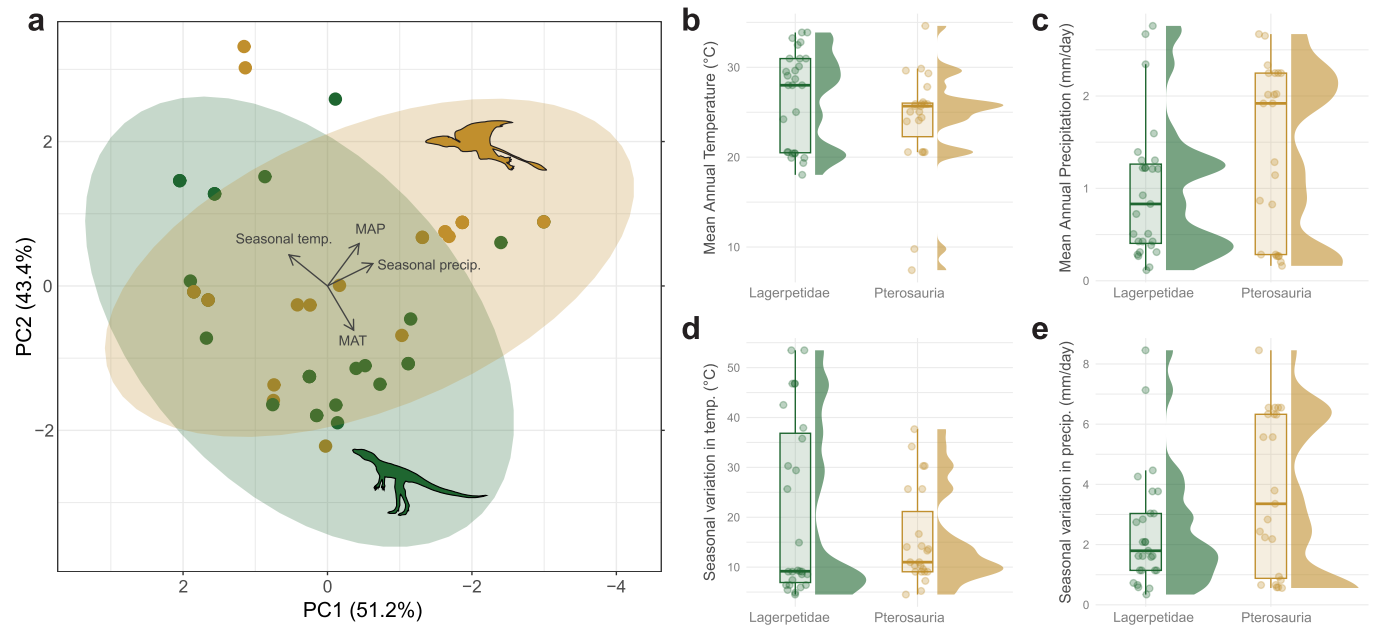 a
2
0
−2
2
0
−2
−4
PC1 (51.2%)
PC2 (43.4%)
Seasonal temp.
MAP
Seasonal precip.
MAT
b
Mean Annual Temperature (°C)
30
20
10
Lagerpetidae
Pterosauria
c
Mean Annual Precipitation (mm/day)
2
1
0
Lagerpetidae
Pterosauria
d
Seasonal variation in temp. (°C)
50
40
30
20
10
Lagerpetidae
Pterosauria
e
Seasonal variation in precip. (mm/day)
8
6
4
2
0
Lagerpetidae
Pterosauria